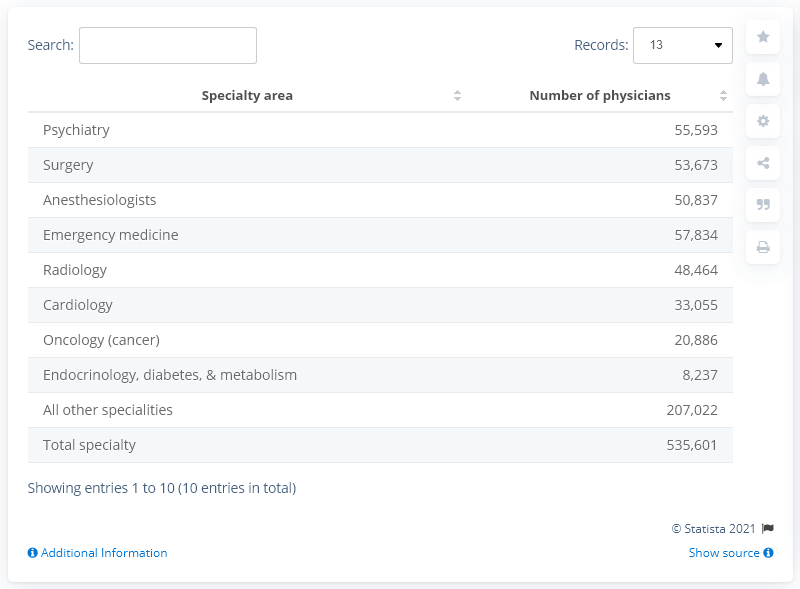 Search:
Records: 13
Specialty area Number of physicians
Psychiatry 55,593
Surgery 53,673
Anesthesiologists 50,837
Emergency medicine 57,834
Radiology 48,464
Cardiology 33,055
Oncology (cancer) 20,886
Endocrinology, diabetes, & metabolism 8,237
All other specialities 207,022
Total specialty 535,601
Showing entries 1 to 10 (10 entries in total)
© Statista 2021
Additional Information Show source